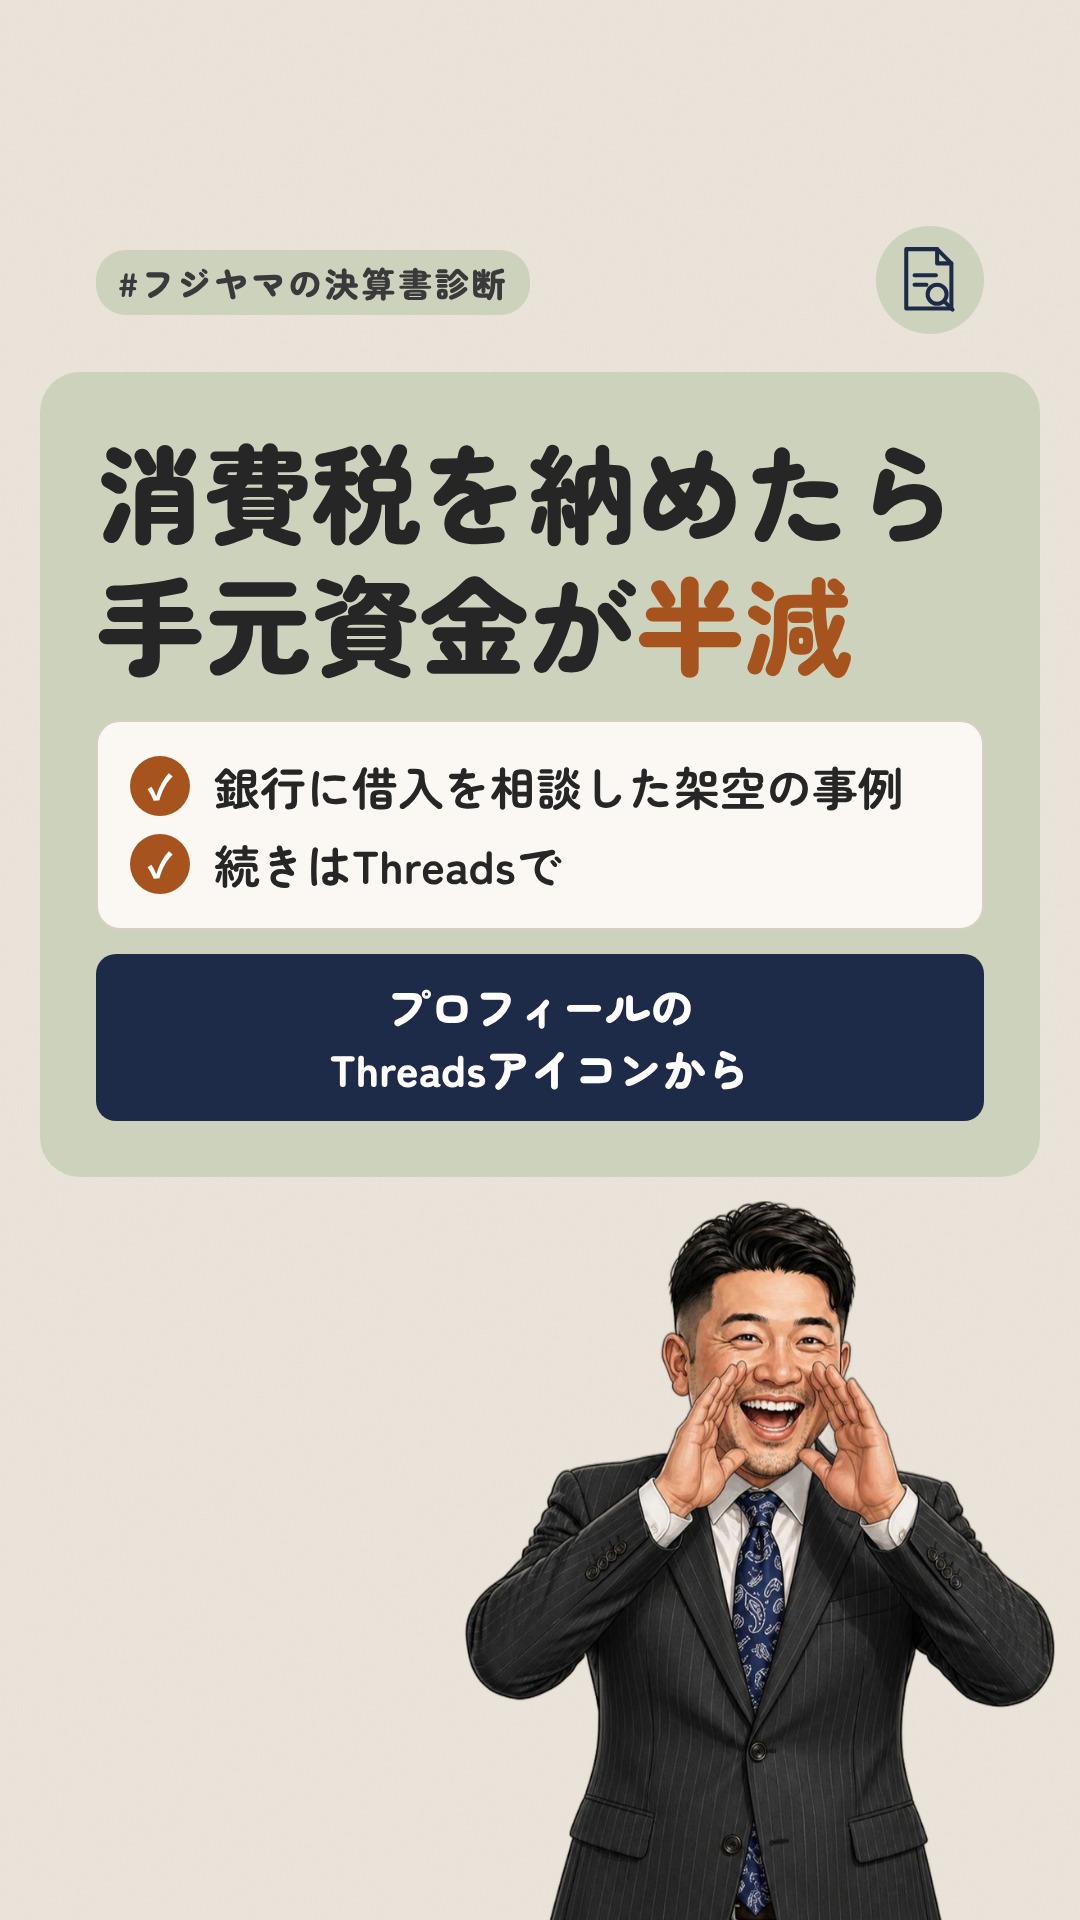 #フジヤマの決算書診断
消費税を納めたら
手元資金が半減
銀行に借入を相談した架空の事例
続きはThreadsで
プロフィールの
Threadsアイコンから